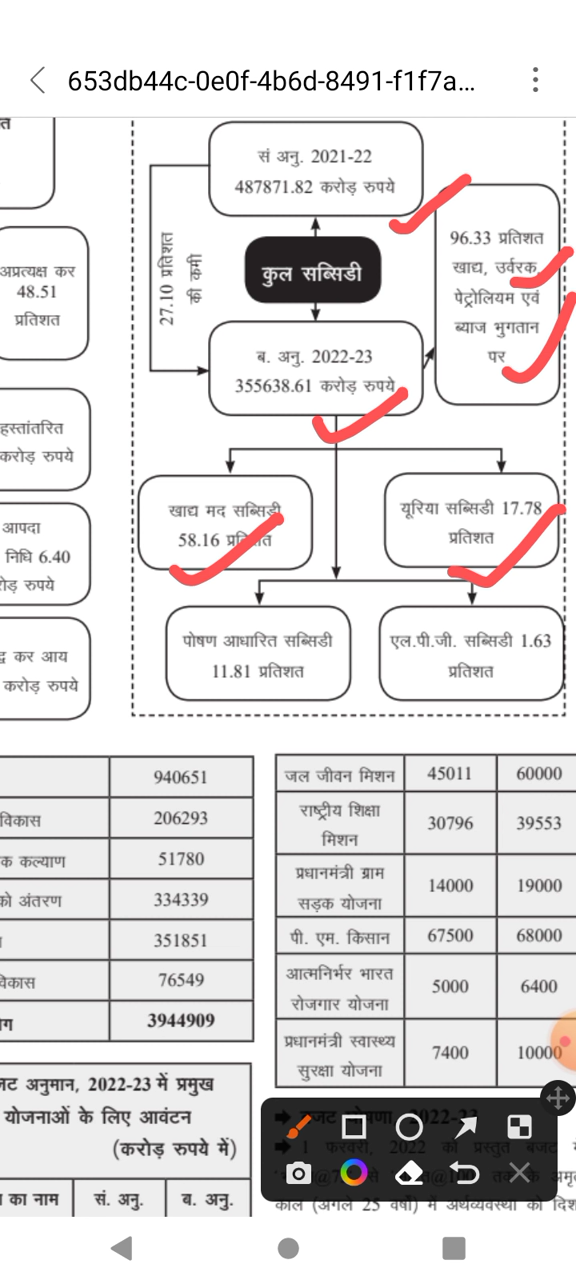 653db44c-0e0f-4b6d-8491-f1f7a...
त
अप्रत्यक्ष कर
48.51
प्रतिशत
हस्तांतरित
करोड़ रुपये
आपदा
निधि 6.40
रोड़ रुपये
द्ध कर आय
करोड़ रुपये
सं अनु. 2021-22
487871.82 करोड़ रुपये
27.10 प्रतिशत
की कमी
कुल सब्सिडी
96.33 प्रतिशत
खाद्य, उर्वरक,
पेट्रोलियम एवं
ब्याज भुगतान
पर
ब. अनु. 2022-23
355638.61 करोड़ रुपये
खाद्य मद सब्सिडी
58.16 प्रतिशत
यूरिया सब्सिडी 17.78
प्रतिशत
पोषण आधारित सब्सिडी
11.81 प्रतिशत
एल.पी.जी. सब्सिडी 1.63
प्रतिशत
940651
विकास 206293
क कल्याण 51780
को अंतरण 334339
351851
विकास 76549
ग 3944909
जल जीवन मिशन 45011 60000
राष्ट्रीय शिक्षा
मिशन 30796 39553
प्रधानमंत्री ग्राम
सड़क योजना 14000 19000
पी. एम. किसान 67500 68000
आत्मनिर्भर भारत
रोजगार योजना 5000 6400
प्रधानमंत्री स्वास्थ्य
सुरक्षा योजना 7400 10000
जट अनुमान, 2022-23 में प्रमुख
योजनाओं के लिए आवंटन
(करोड़ रुपये में)
का नाम सं. अनु. ब. अनु.
1 फरवरी, 2022 को प्रस्तुत बजट
काल (अगले 25 वर्षों) में अर्थव्यवस्था को दिश